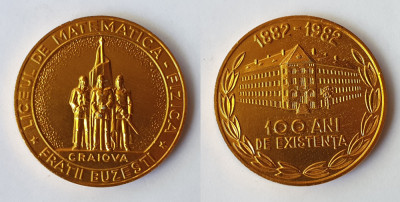 LICEUL DE MATEMATICA - FIZICA
FRATII BUZESTI
CRAIOVA
1882 - 1982
100 ANI
DE EXISTENTA